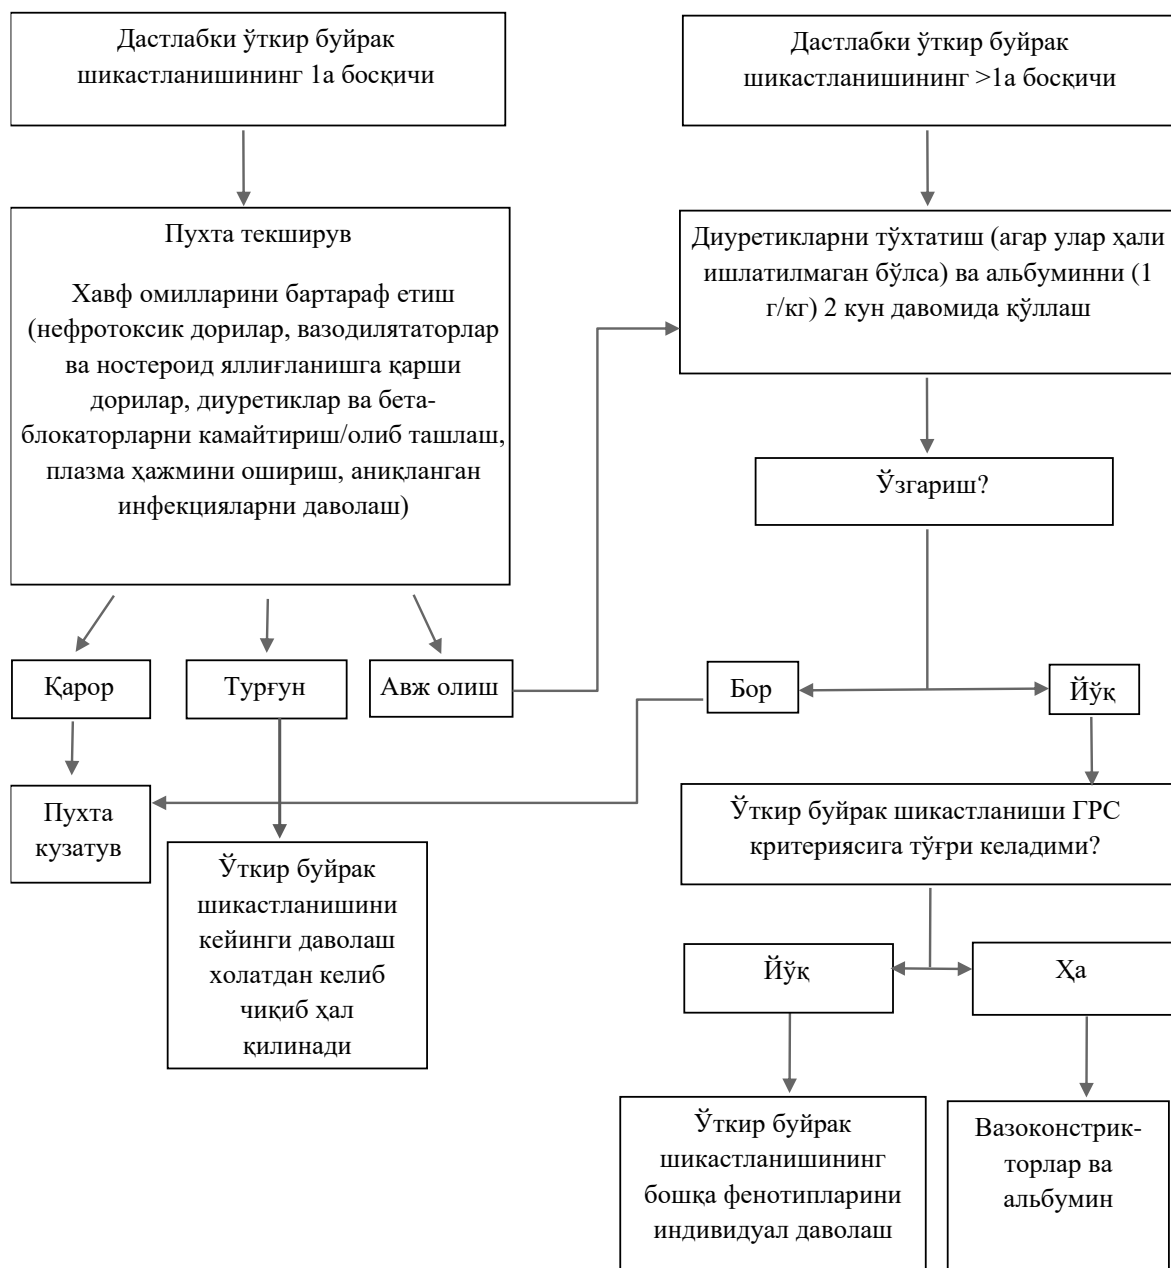 Дастлабки ўткир буйрак
шикастланишининг 1а босқичи
Дастлабки ўткир буйрак
шикастланишининг >1а босқичи
Пухта текширув
Хавф омилларини бартараф етиш
(нефротоксик дорилар, вазодилятаторлар
ва ностероид яллиғланишга қарши
дорилар, диуретиклар ва бета-
блокаторларни камайтириш/олиб ташлаш,
плазма ҳажмини ошириш, аниқланган
инфекцияларни даволаш)
Диуретикларни тўхтатиш (агар улар ҳали
ишлатилмаган бўлса) ва альбуминни (1
г/кг) 2 кун давомида қўллаш
Ўзгариш?
Қарор
Турғун
Авж олиш
Бор
Йўқ
Пухта
кузатув
Ўткир буйрак
шикастланишини
кейинги даволаш
холатдан келиб
чиқиб ҳал
қилинади
Ўткир буйрак шикастланиши ГРС
критериясига тўғри келадими?
Йўқ
Ҳа
Ўткир буйрак
шикастланишининг
бошқа фенотипларини
индивидуал даволаш
Вазоконстрик-
торлар ва
альбумин